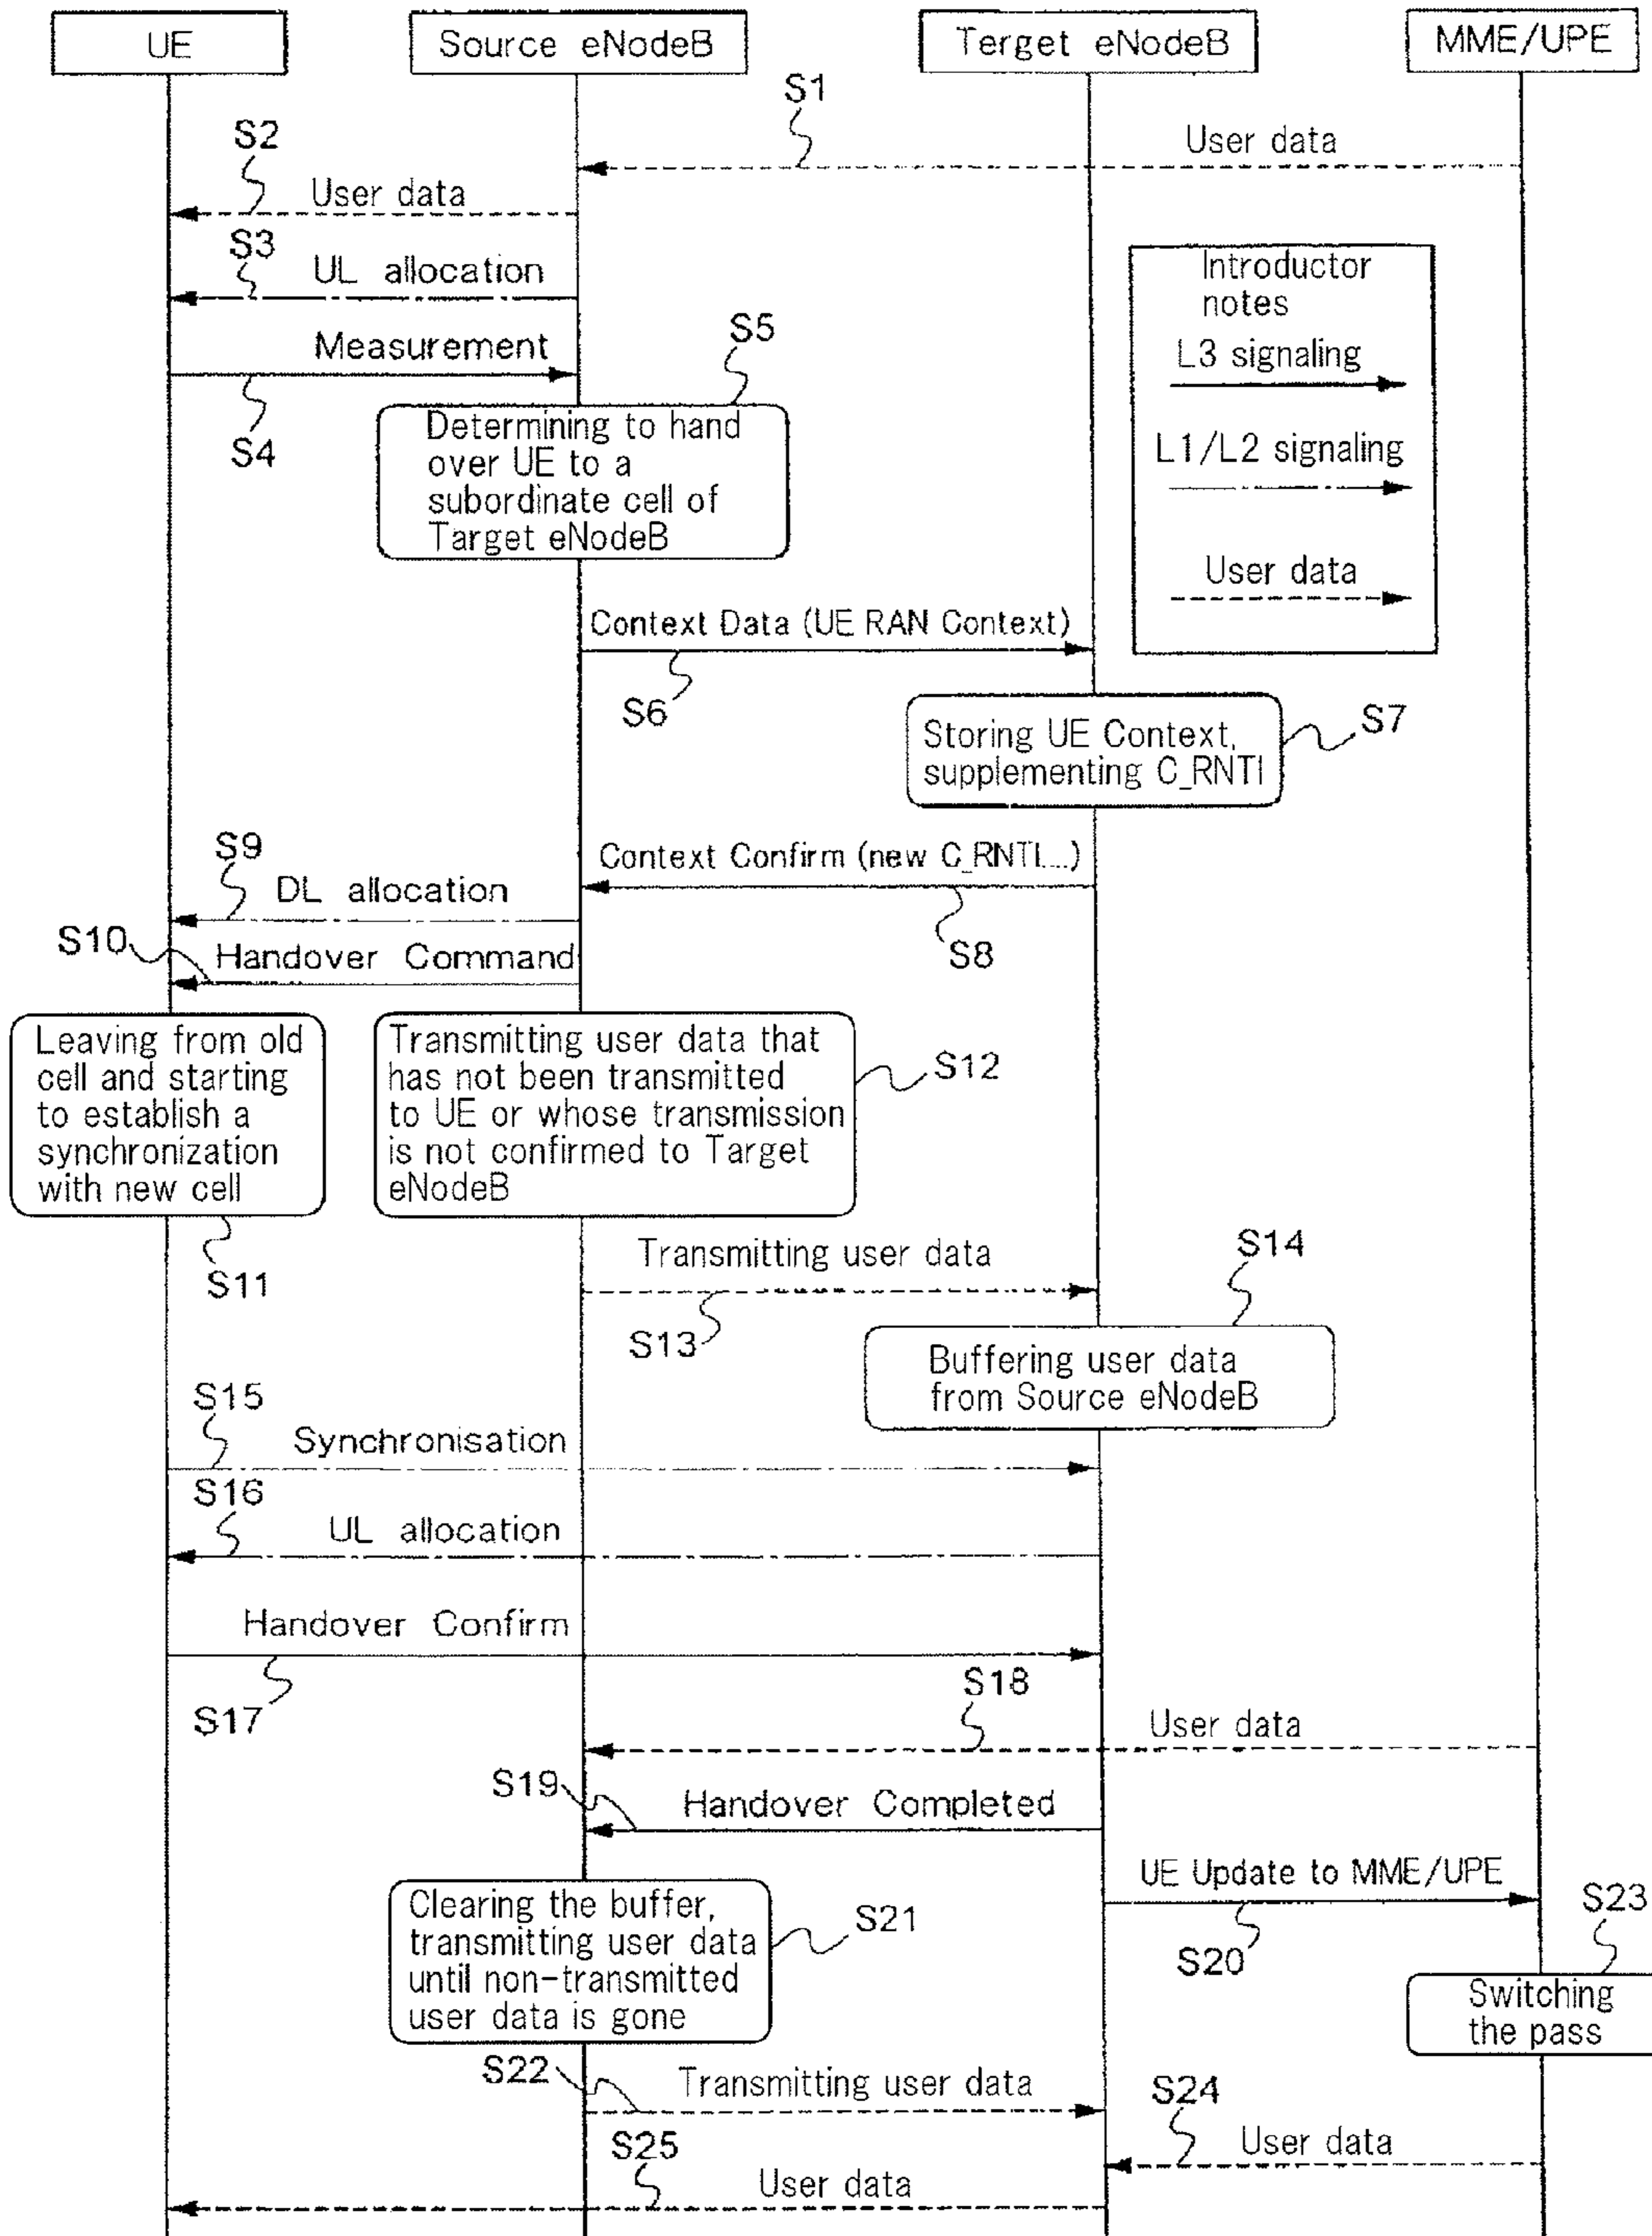 UE
Source eNodeB
Terget eNodeB
MME/UPE
S1
User data
S2
User data
S3
UL allocation
Introductor
notes
L3 signaling
L1/L2 signaling
User data
Measurement
S4
S5
Determining to hand
over UE to a
subordinate cell of
Target eNodeB
Context Data (UE RAN Context)
S6
Storing UE Context,
supplementing C_RNTI
S7
Context Confirm (new C_RNTI...)
S8
S9
DL allocation
S10
Handover Command
Leaving from old
cell and starting
to establish a
synchronization
with new cell
S11
Transmitting user data that
has not been transmitted
to UE or whose transmission
is not confirmed to Target
eNodeB
S12
Transmitting user data
S13
S14
Buffering user data
from Source eNodeB
S15
Synchronisation
S16
UL allocation
Handover Confirm
S17
S18
User data
S19
Handover Completed
UE Update to MME/UPE
S20
Clearing the buffer,
transmitting user data
until non-transmitted
user data is gone
S21
S23
Switching
the pass
S22
Transmitting user data
S24
User data
S25
User data